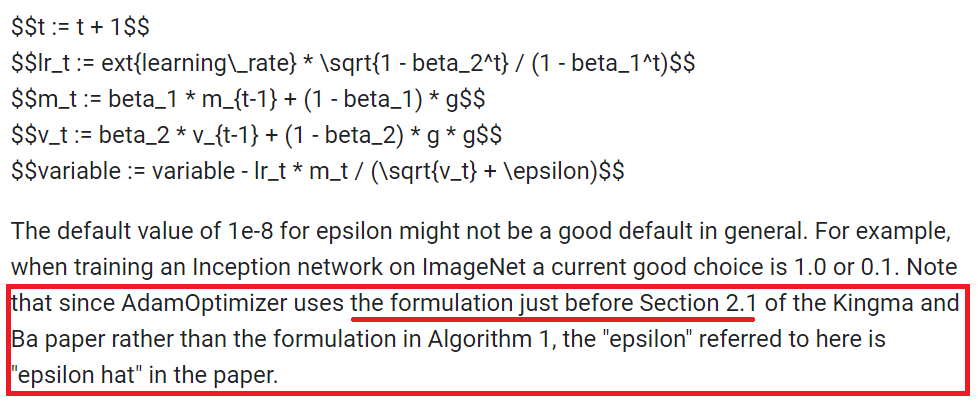 $$t := t + 1$$
$$lr_t := ext{learning\_rate} * \sqrt{1 - beta_2^t} / (1 - beta_1^t)$$
$$m_t := beta_1 * m_{t-1} + (1 - beta_1) * g$$
$$v_t := beta_2 * v_{t-1} + (1 - beta_2) * g * g$$
$$variable := variable - lr_t * m_t / (\sqrt{v_t} + \epsilon)$$
The default value of 1e-8 for epsilon might not be a good default in general. For example,
when training an Inception network on ImageNet a current good choice is 1.0 or 0.1. Note
that since AdamOptimizer uses the formulation just before Section 2.1 of the Kingma and
Ba paper rather than the formulation in Algorithm 1, the "epsilon" referred to here is
"epsilon hat" in the paper.